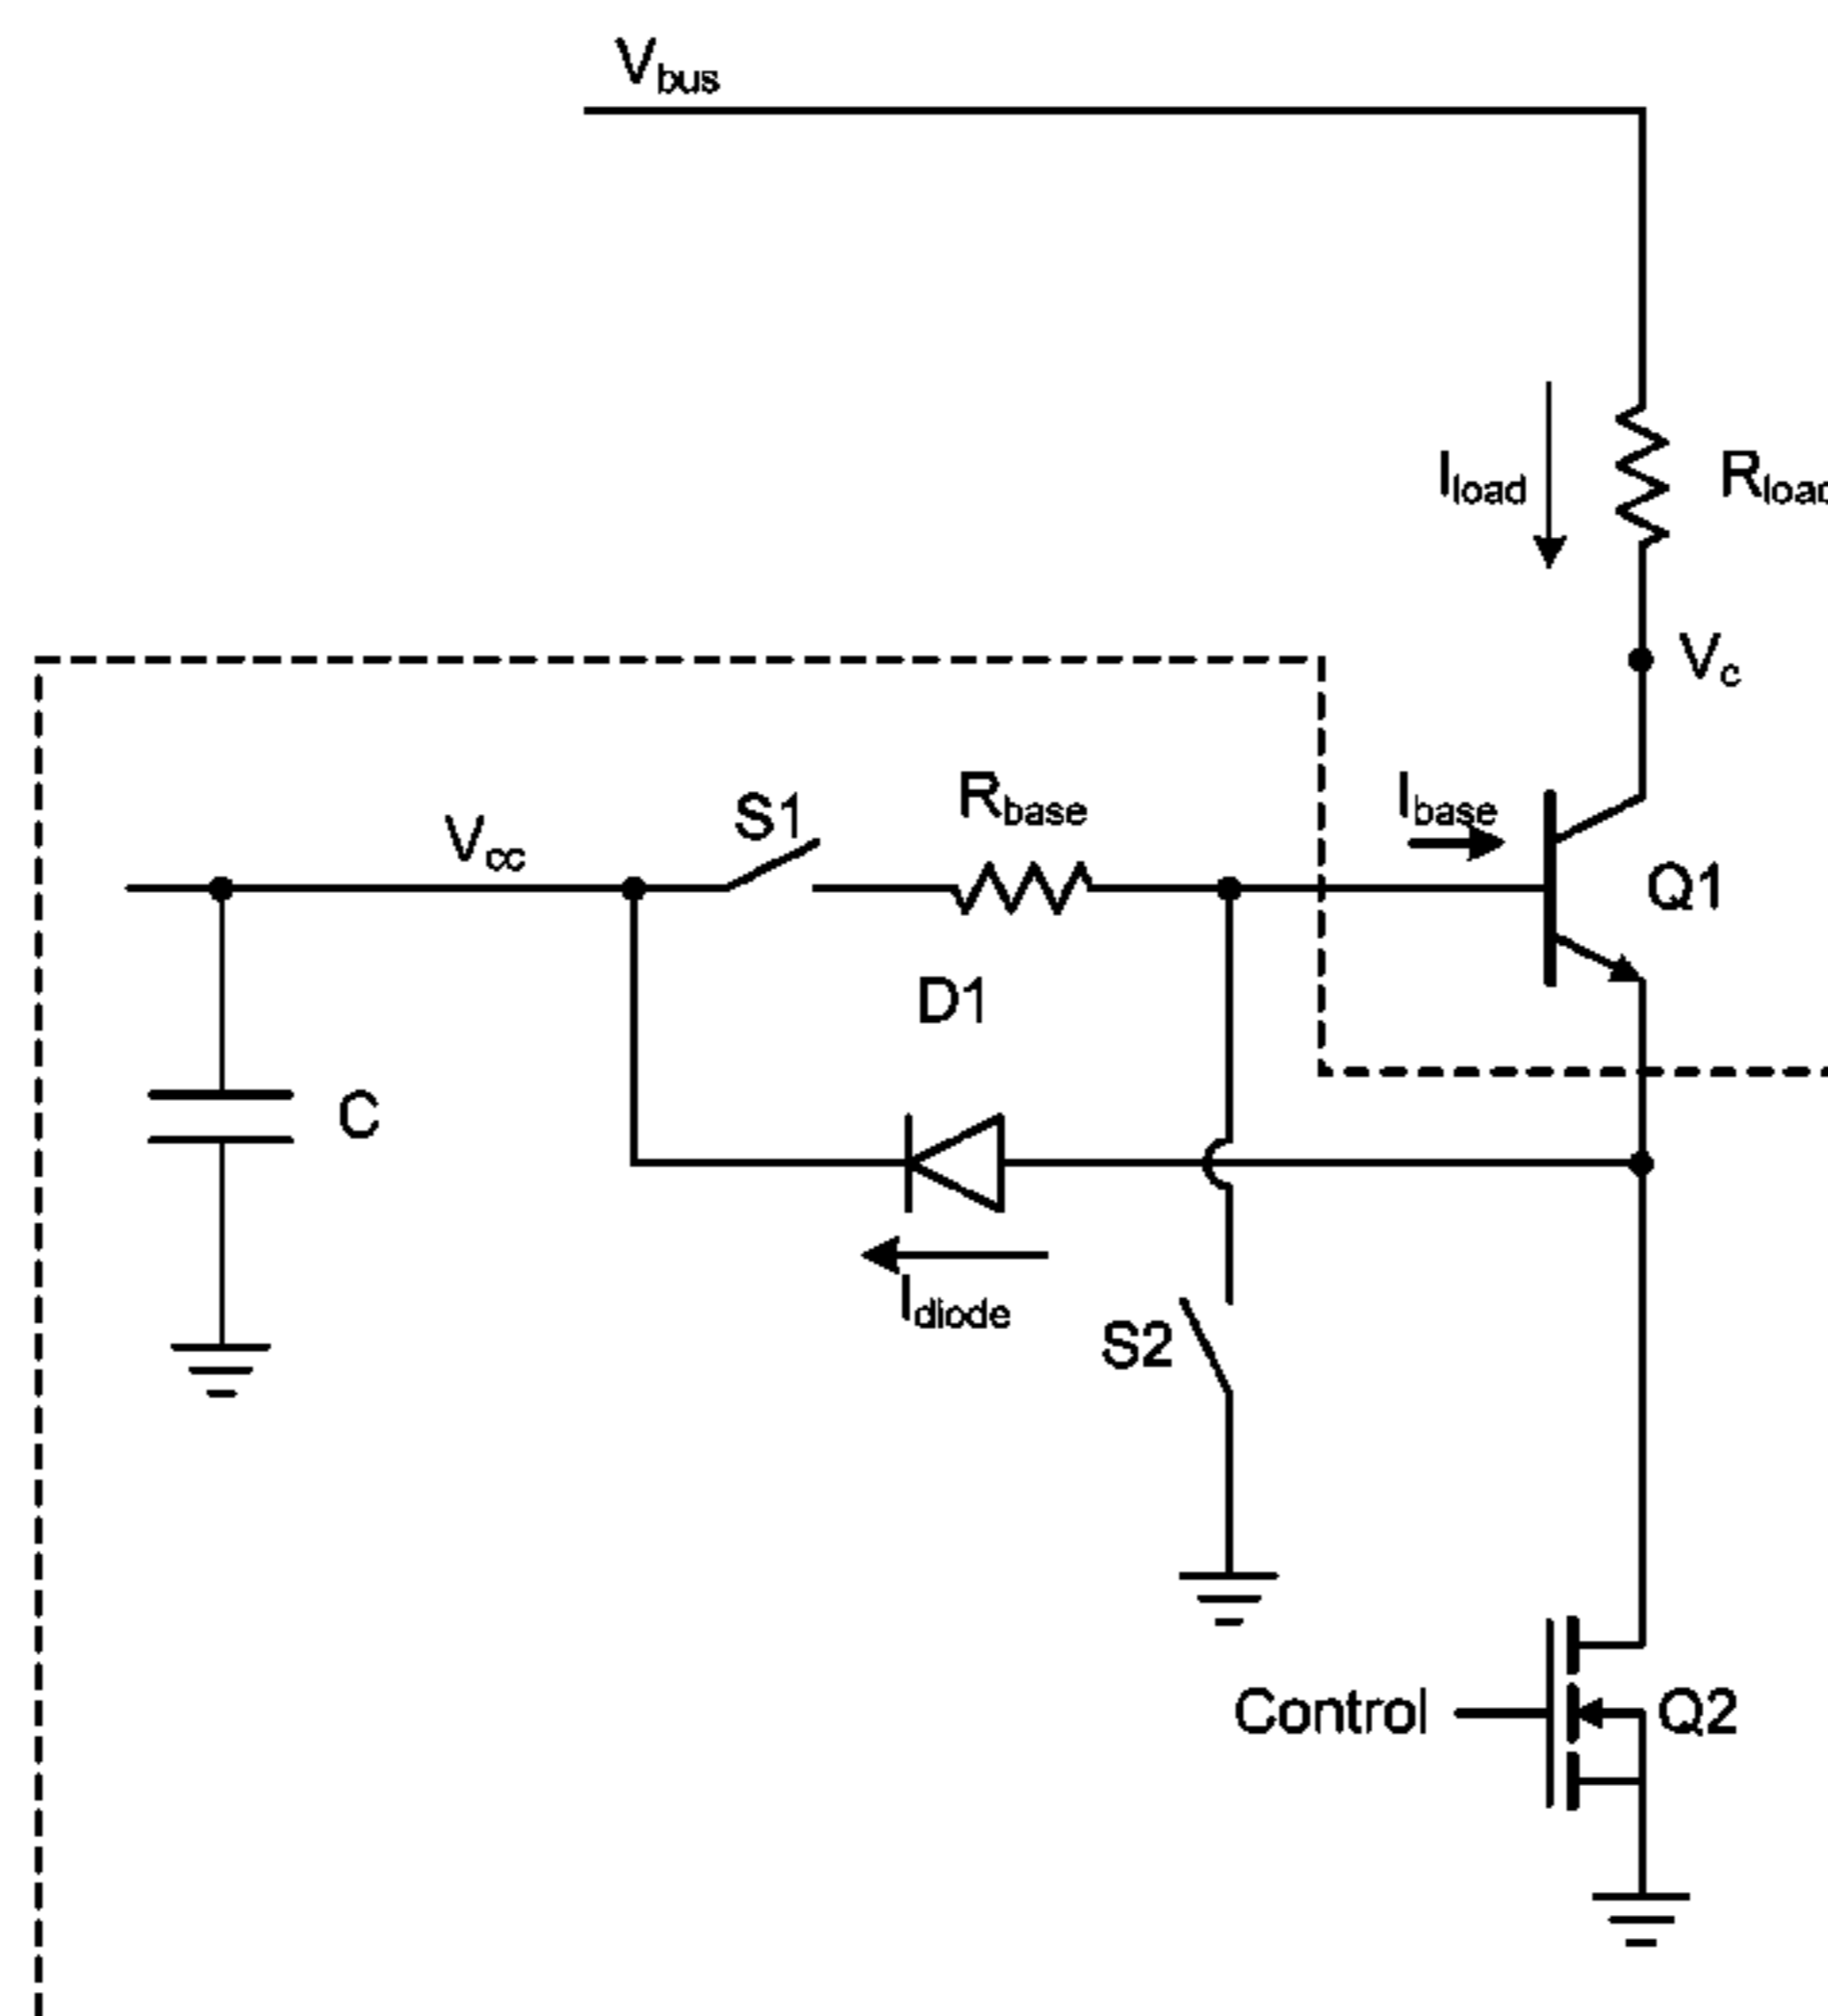 Vbus
Iload
Rload
Vc
Vcc
S1
Rbase
Ibase
Q1
D1
C
Idiode
S2
Control
Q2